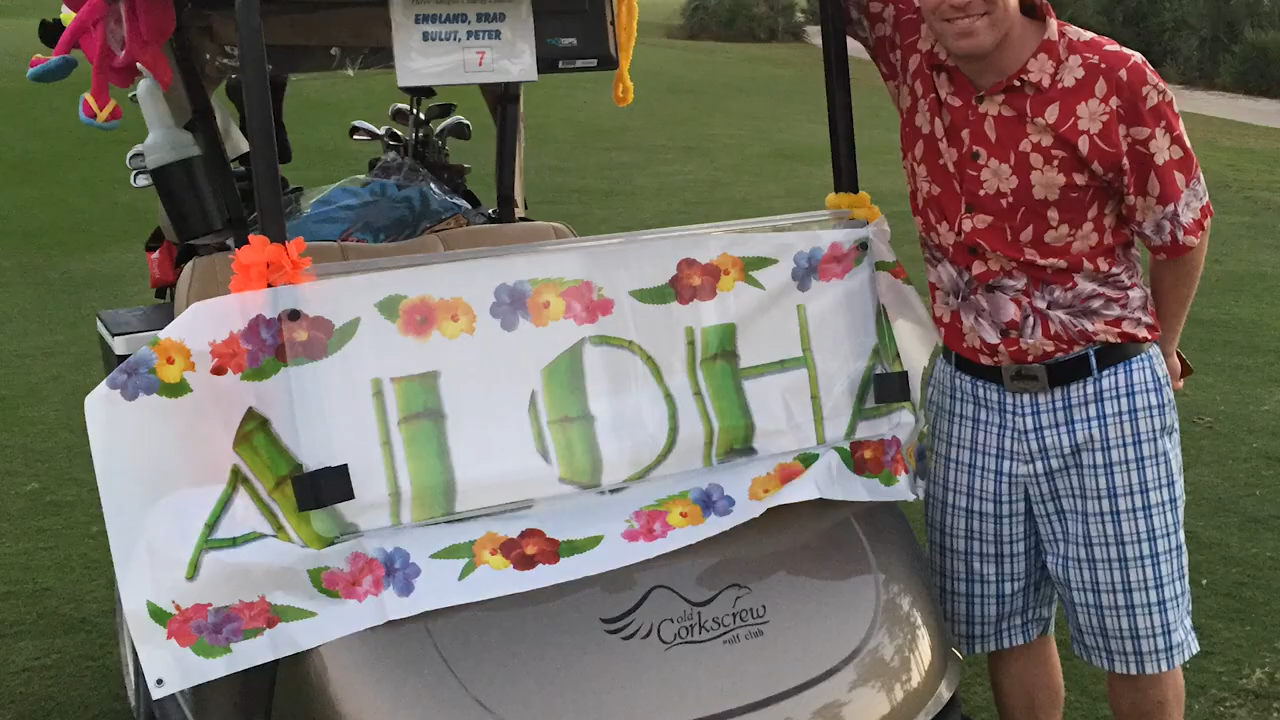 ENGLAND, BRAD
BULUT, PETER
7
ALOHA
old
Corkscrew
golf club